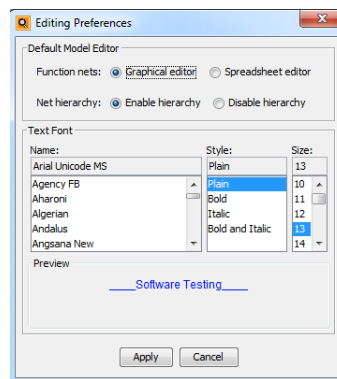 Editing Preferences
Default Model Editor
Function nets: Graphical editor Spreadsheet editor
Net hierarchy: Enable hierarchy Disable hierarchy
Text Font
Name: Style: Size:
Arial Unicode MS Plain 13
Agency FB Plain 10
Aharoni Bold 11
Algerian Italic 12
Andalus Bold and Italic 13
Angsana New 14
Preview
____Software Testing____
Apply Cancel